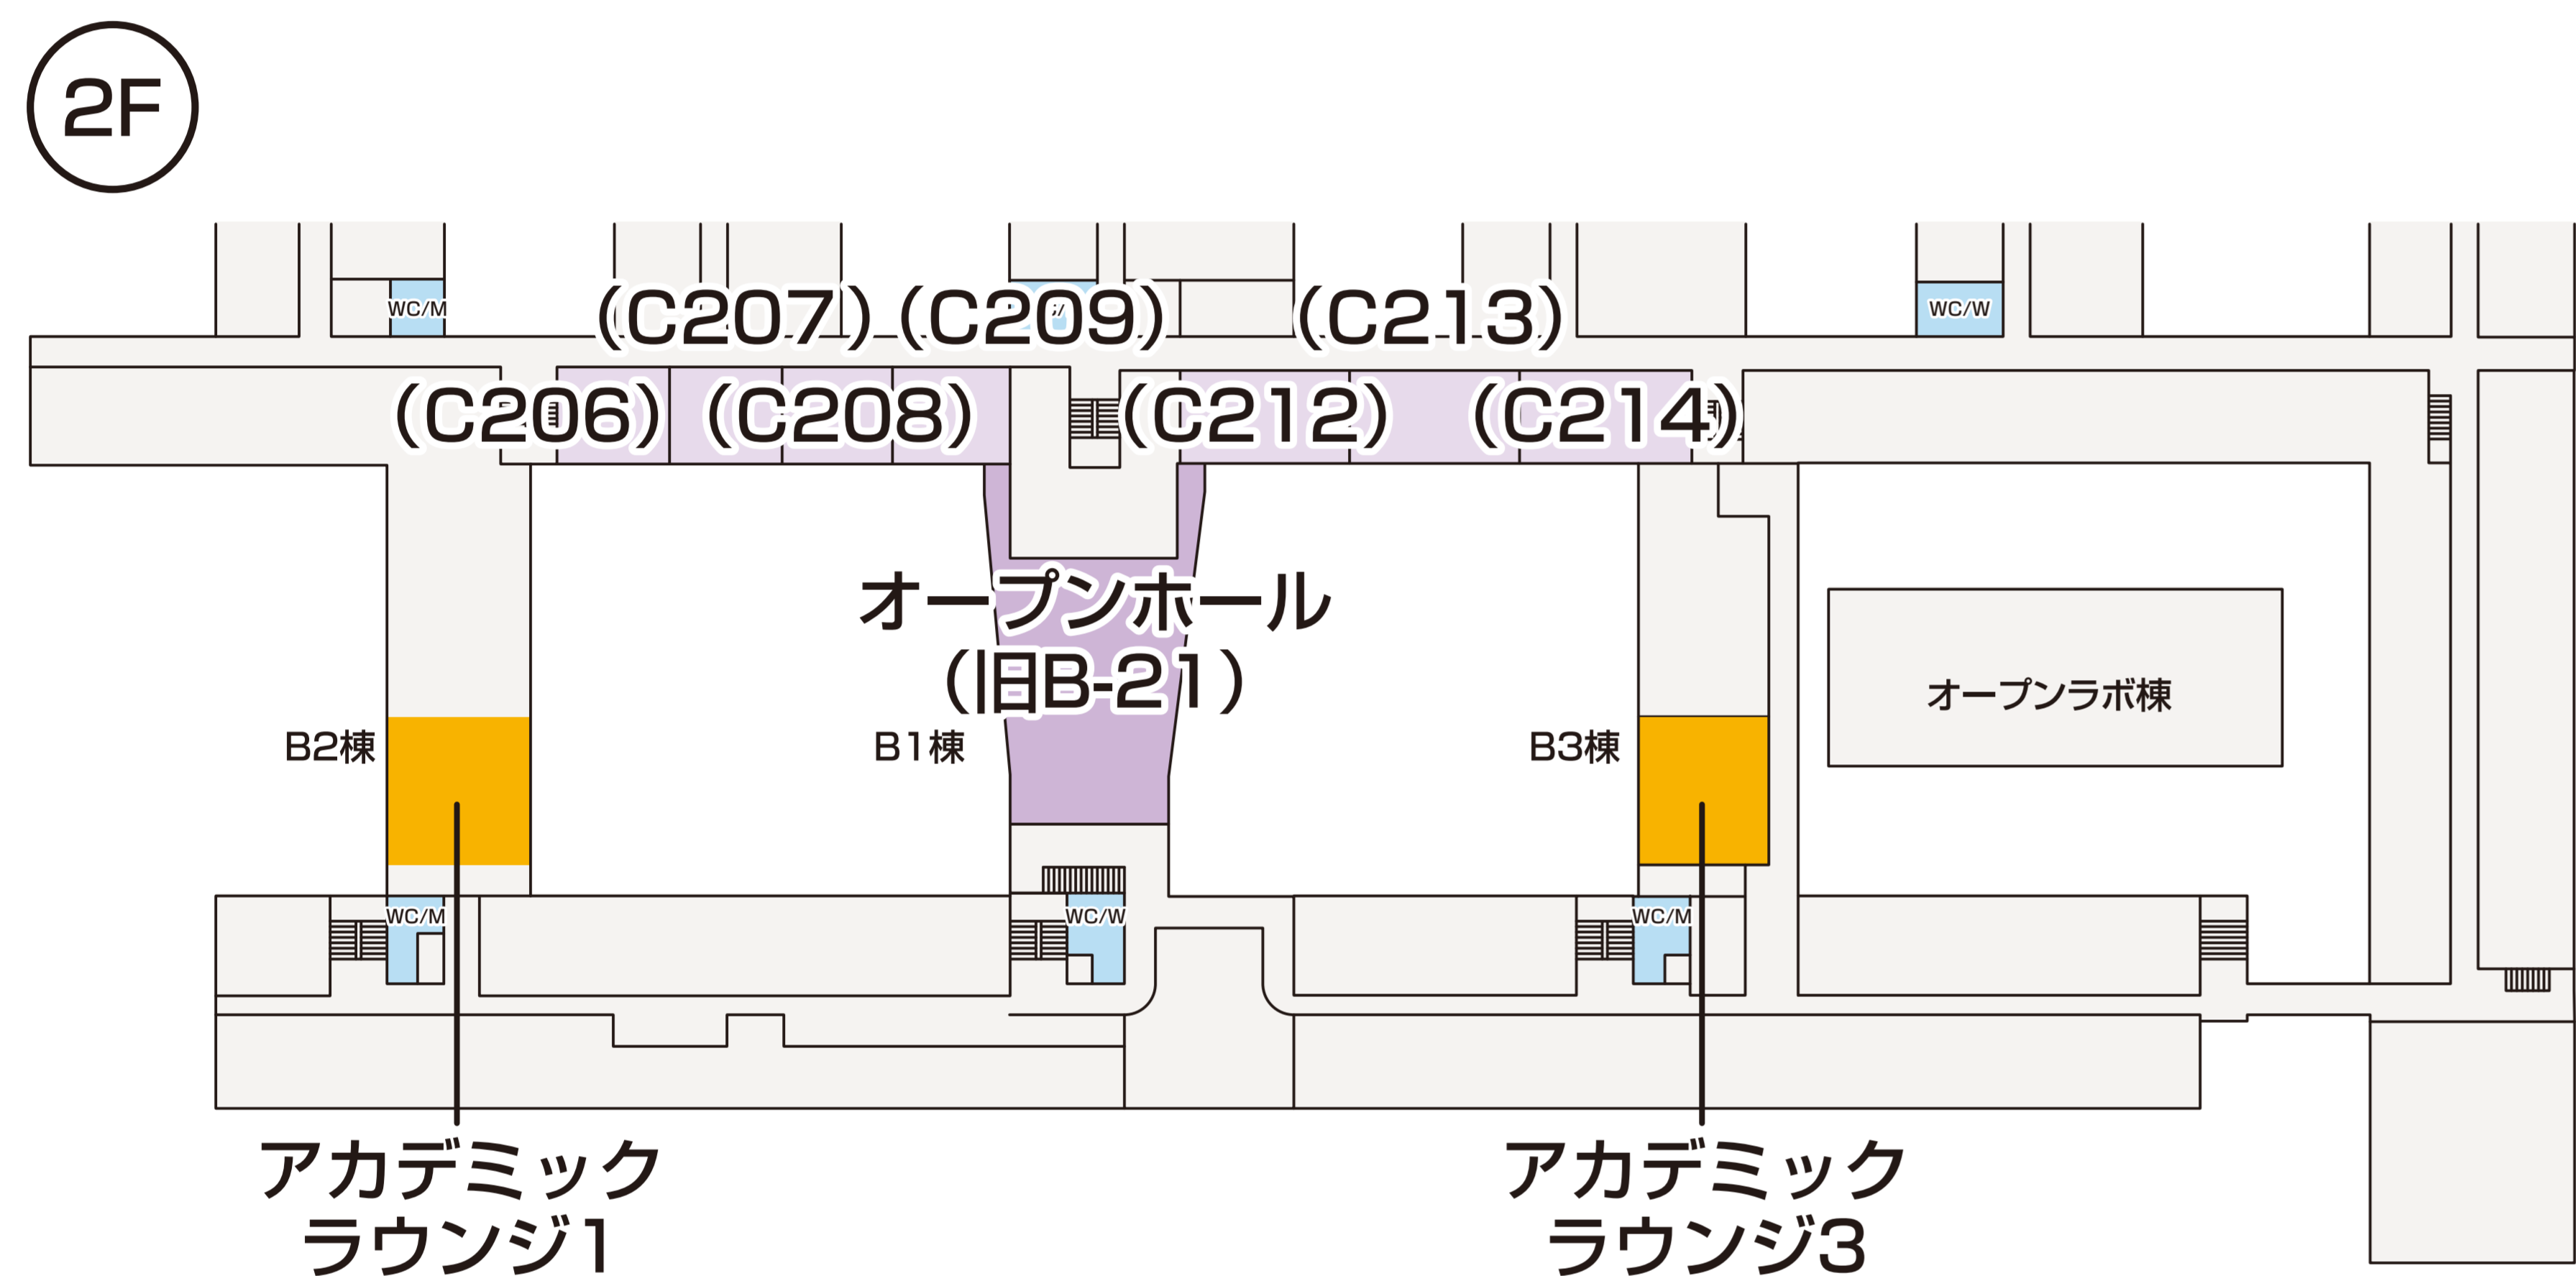 2F
WC/M
WC/W
(C207)
(C209)
(C213)
(C206)
(C208)
(C212)
(C214)
オープンホール
(旧B-21)
オープンラボ棟
B2棟
B1棟
B3棟
WC/M
WC/W
WC/M
アカデミック
ラウンジ1
アカデミック
ラウンジ3